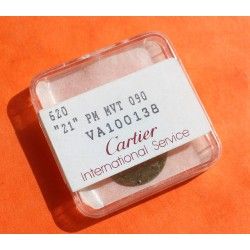 620
"21" PM MVT 090
VA100138
Cartier
International Service